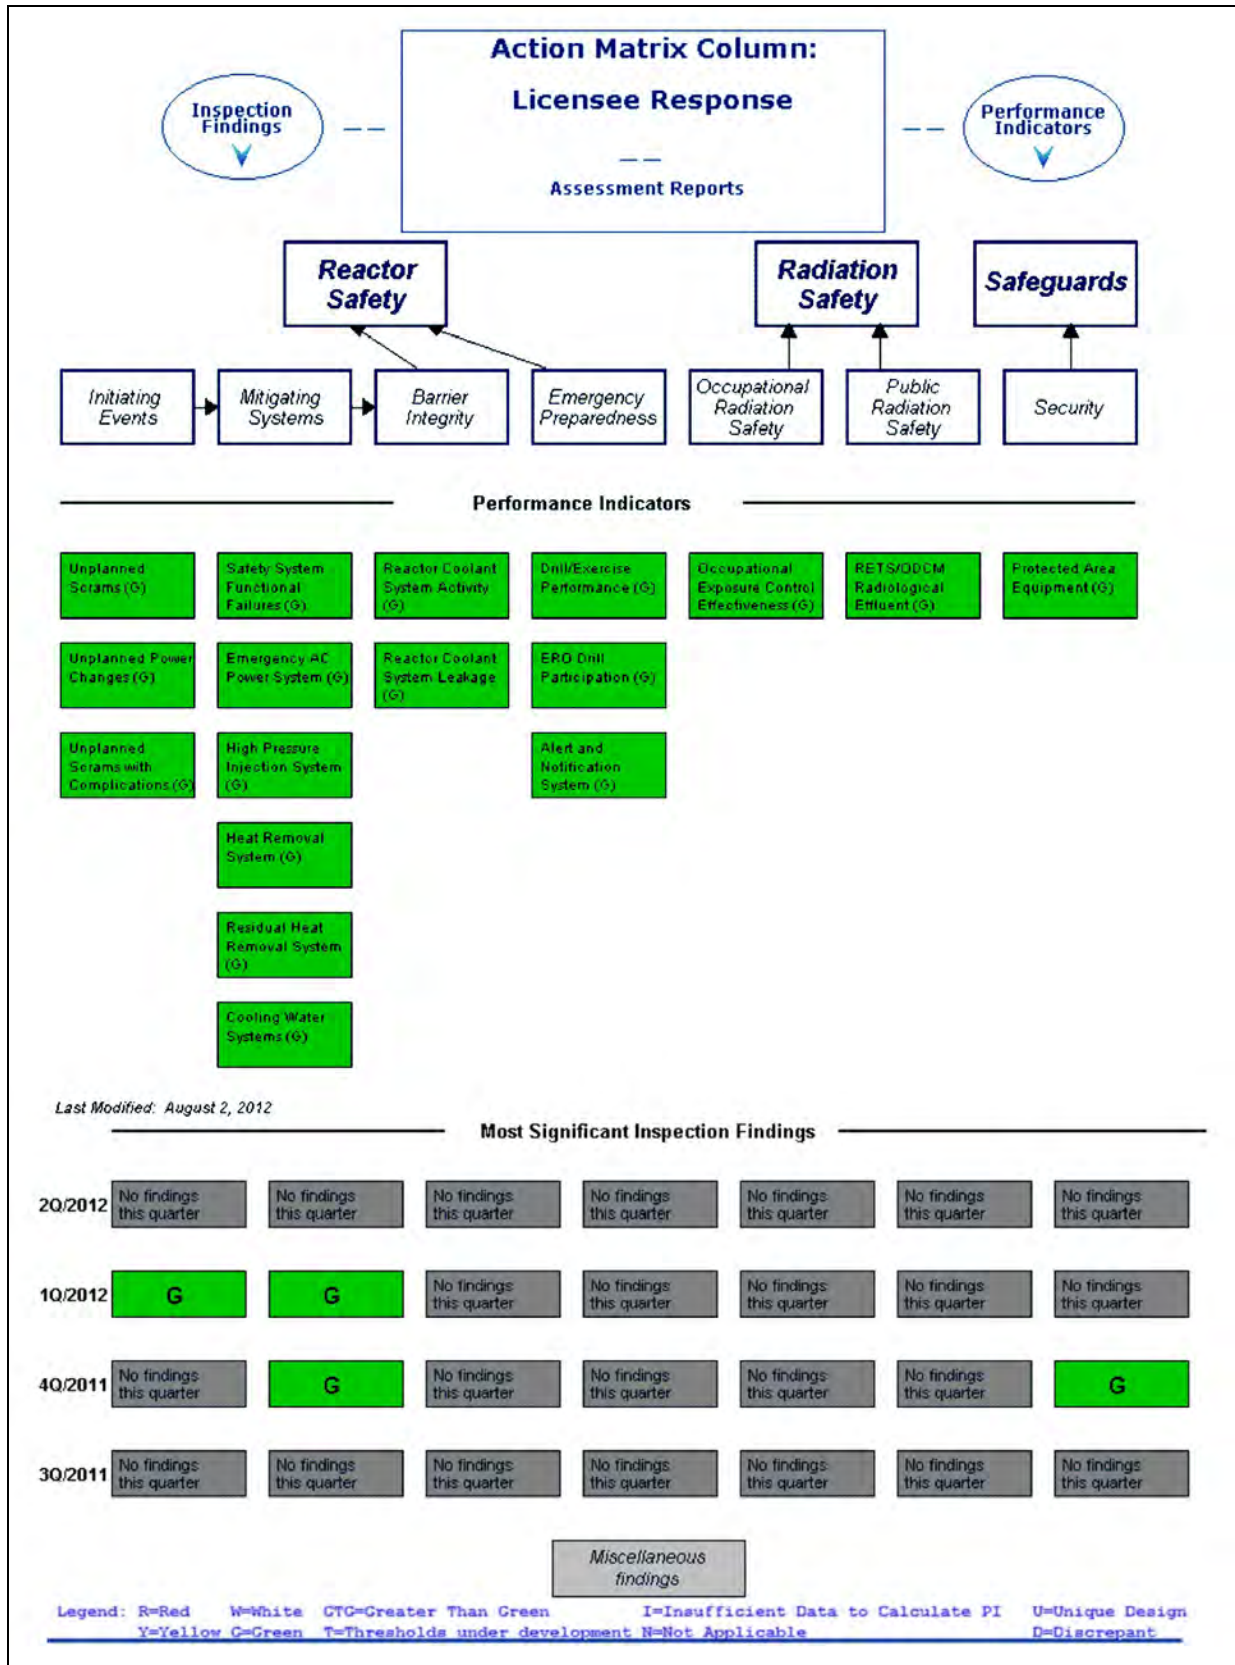 Action Matrix Column:
Licensee Response
Inspection
Findings
Performance
Indicators
Assessment Reports
Reactor
Safety
Radiation
Safety
Safeguards
Initiating
Events
Mitigating
Systems
Barrier
Integrity
Emergency
Preparedness
Occupational
Radiation
Safety
Public
Radiation
Safety
Security
Performance Indicators
Unplanned
Scrams (G)
Safety System
Functional
Failures (G)
Reactor Coolant
System Activity
(G)
Drill/Exercise
Performance (G)
Occupational
Exposure Control
Effectiveness (G)
RETS/ODCM
Radiological
Effluent (G)
Protected Area
Equipment (G)
Unplanned Power
Changes (G)
Emergency AC
Power System (G)
Reactor Coolant
System Leakage
(G)
ERO Drill
Participation (G)
Unplanned
Scrams with
Complications (G)
High Pressure
Injection System
(G)
Alert and
Notification
System (G)
Heat Removal
System (G)
Residual Heat
Removal System
(G)
Cooling Water
Systems (G)
Last Modified: August 2, 2012
Most Significant Inspection Findings
2Q/2012
No findings
this quarter
No findings
this quarter
No findings
this quarter
No findings
this quarter
No findings
this quarter
No findings
this quarter
No findings
this quarter
1Q/2012
G
G
No findings
this quarter
No findings
this quarter
No findings
this quarter
No findings
this quarter
No findings
this quarter
4Q/2011
No findings
this quarter
G
No findings
this quarter
No findings
this quarter
No findings
this quarter
No findings
this quarter
G
3Q/2011
No findings
this quarter
No findings
this quarter
No findings
this quarter
No findings
this quarter
No findings
this quarter
No findings
this quarter
No findings
this quarter
Miscellaneous
findings
Legend: R=Red W=White GTG=Greater Than Green I=Insufficient Data to Calculate PI U=Unique Design
Y=Yellow G=Green T=Thresholds under development N=Not Applicable D=Discrepant